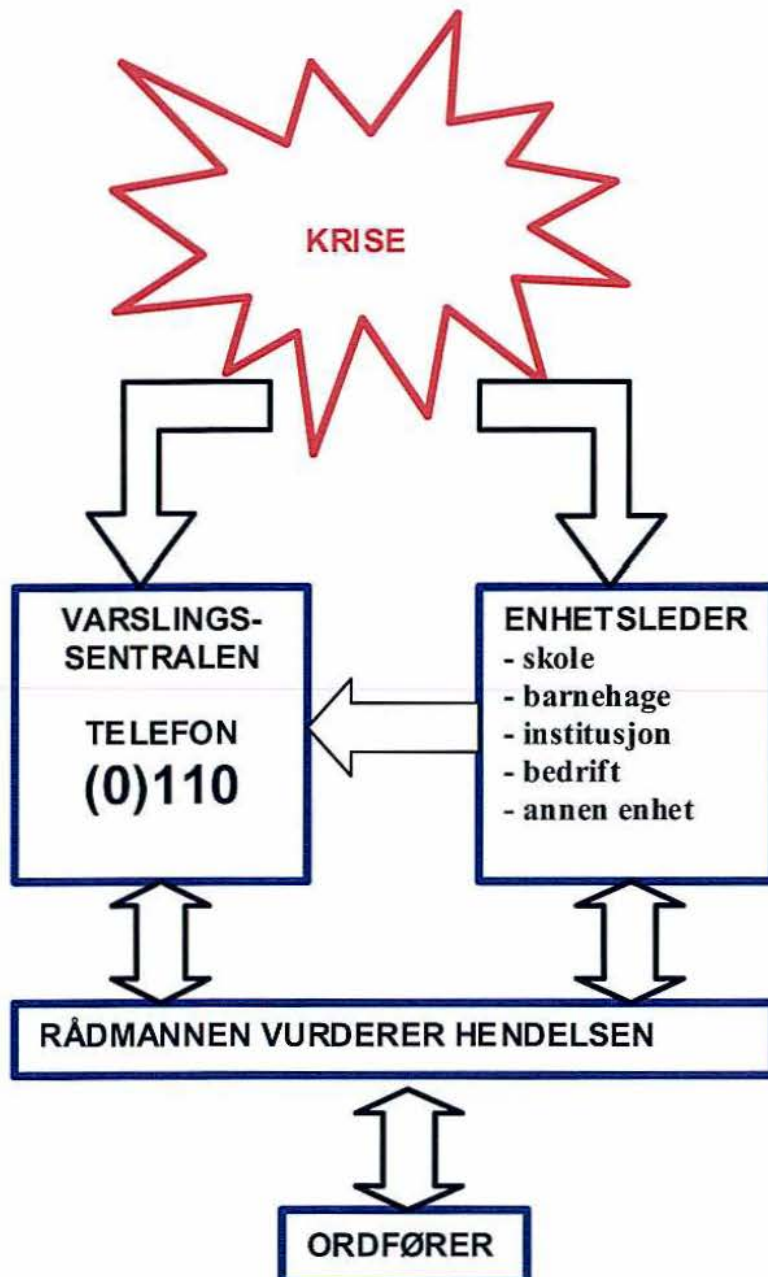 KRISE
VARSLINGS-
SENTRALEN
TELEFON
(0)110
ENHETSLEDER
- skole
- barnehage
- institusjon
- bedrift
- annen enhet
RÅDMANNEN VURDERER HENDELSEN
ORDFØRER